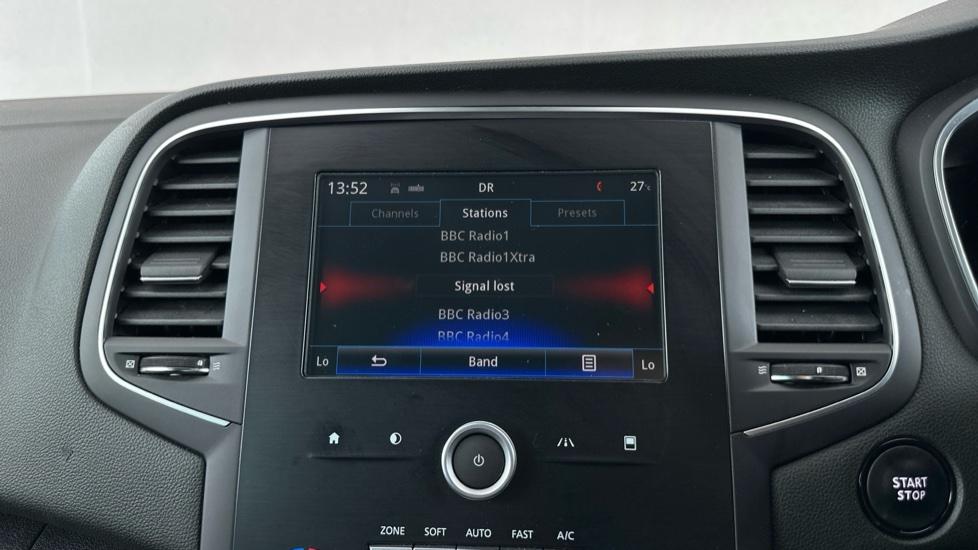 13:52 DR 27°C
Channels Stations Presets
BBC Radio1
BBC Radio1Xtra
Signal lost
BBC Radio3
BBC Radio4
Lo Band Lo
START
STOP
ZONE SOFT AUTO FAST A/C